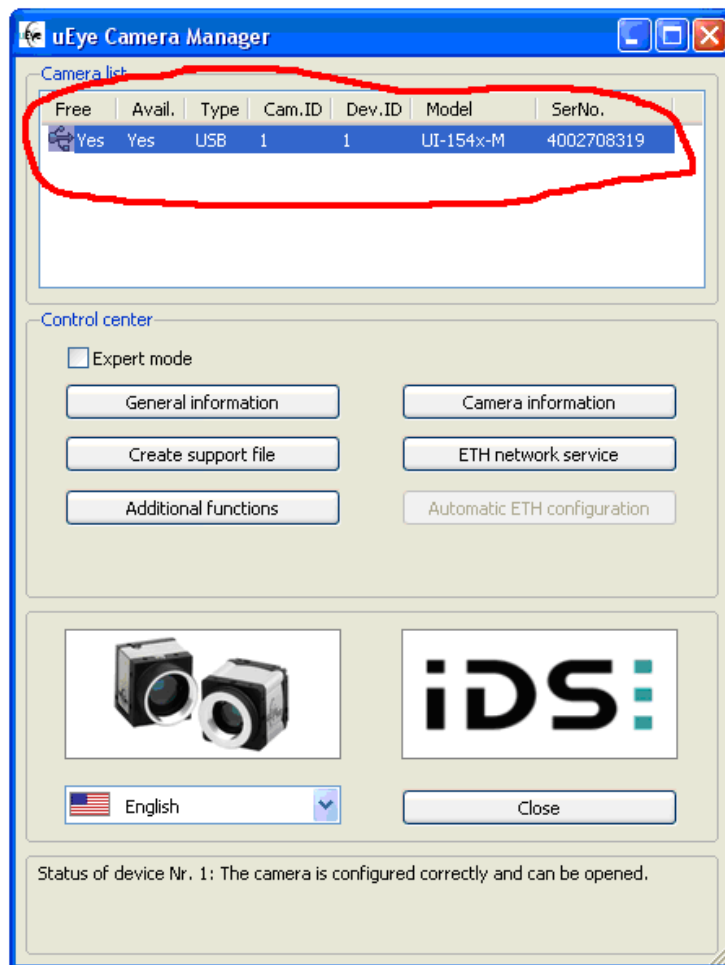 uEye Camera Manager
Camera list
Free Avail. Type Cam.ID Dev.ID Model SerNo.
Yes Yes USB 1 1 UI-154x-M 4002708319
Control center
Expert mode
General information Camera information
Create support file ETH network service
Additional functions Automatic ETH configuration
iDS
English Close
Status of device Nr. 1: The camera is configured correctly and can be opened.